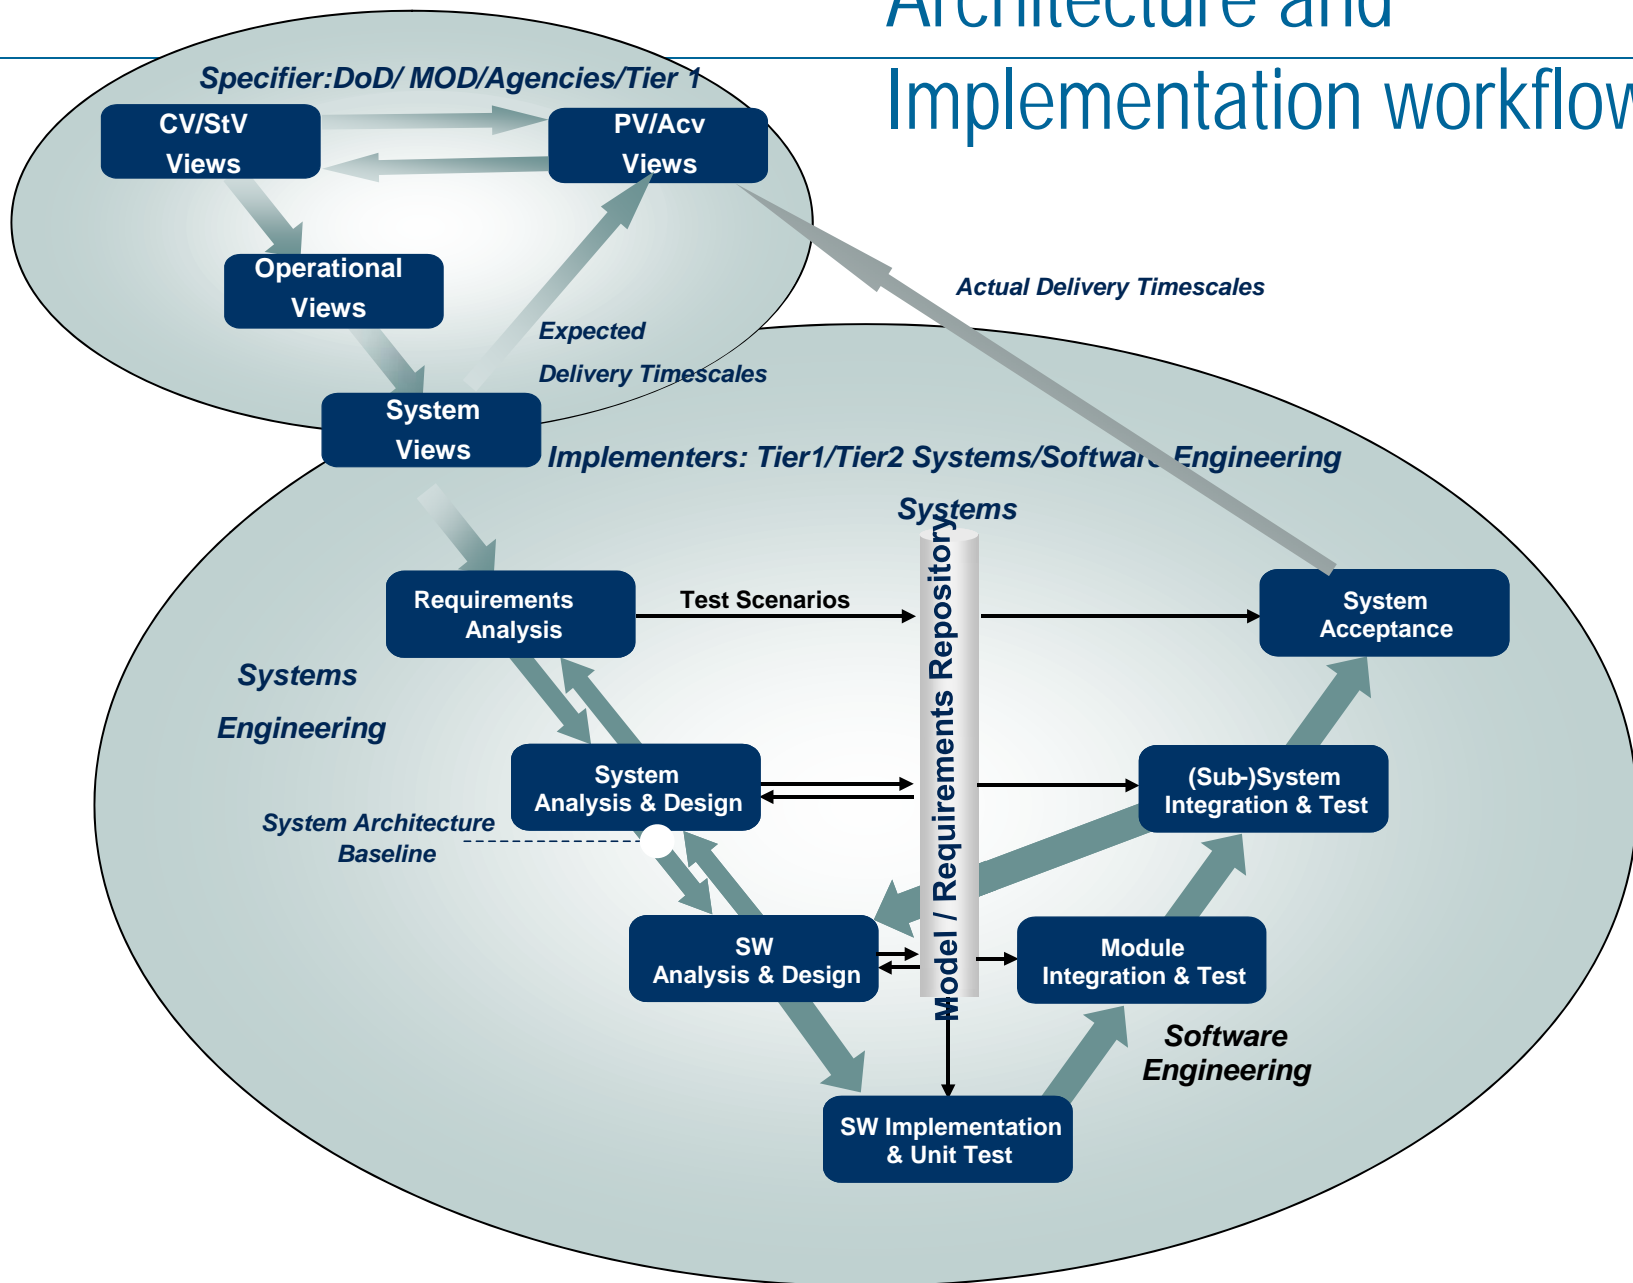 Architecture and
Implementation workflow
Specifier:DoD/ MOD/Agencies/Tier 1
CV/StV
Views
PV/Acv
Views
Operational
Views
Actual Delivery Timescales
Expected
Delivery Timescales
System
Views
Implementers: Tier1/Tier2 Systems/Software Engineering
Systems
Model / Requirements Repository
Requirements
Analysis
Test Scenarios
System
Acceptance
Systems
Engineering
System
Analysis & Design
(Sub-)System
Integration & Test
System Architecture
Baseline
SW
Analysis & Design
Module
Integration & Test
Software
Engineering
SW Implementation
& Unit Test